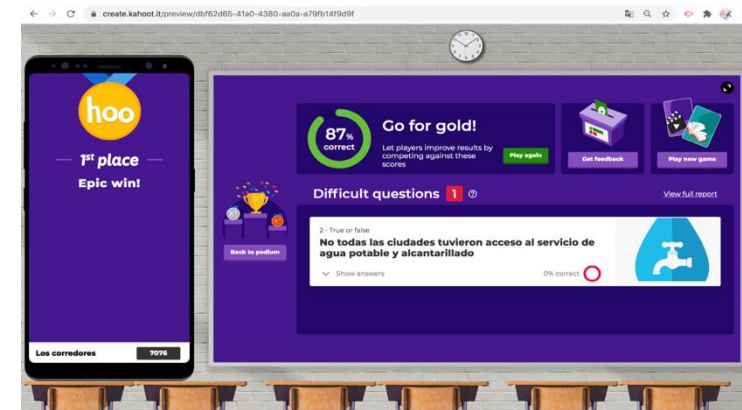 create.kahoot.it/preview/dbf62d65-41a0-4380-aa0a-a79fb14f9d9f
hoo
1st place
Epic win!
Los corredores 7076
87%
correct
Go for gold!
Let players improve results by
competing against these
scores
Play again
Get feedback
Play new game
Back to podium
Difficult questions 1
View full report
2 - True or false
No todas las ciudades tuvieron acceso al servicio de
agua potable y alcantarillado
Show answers
0% correct